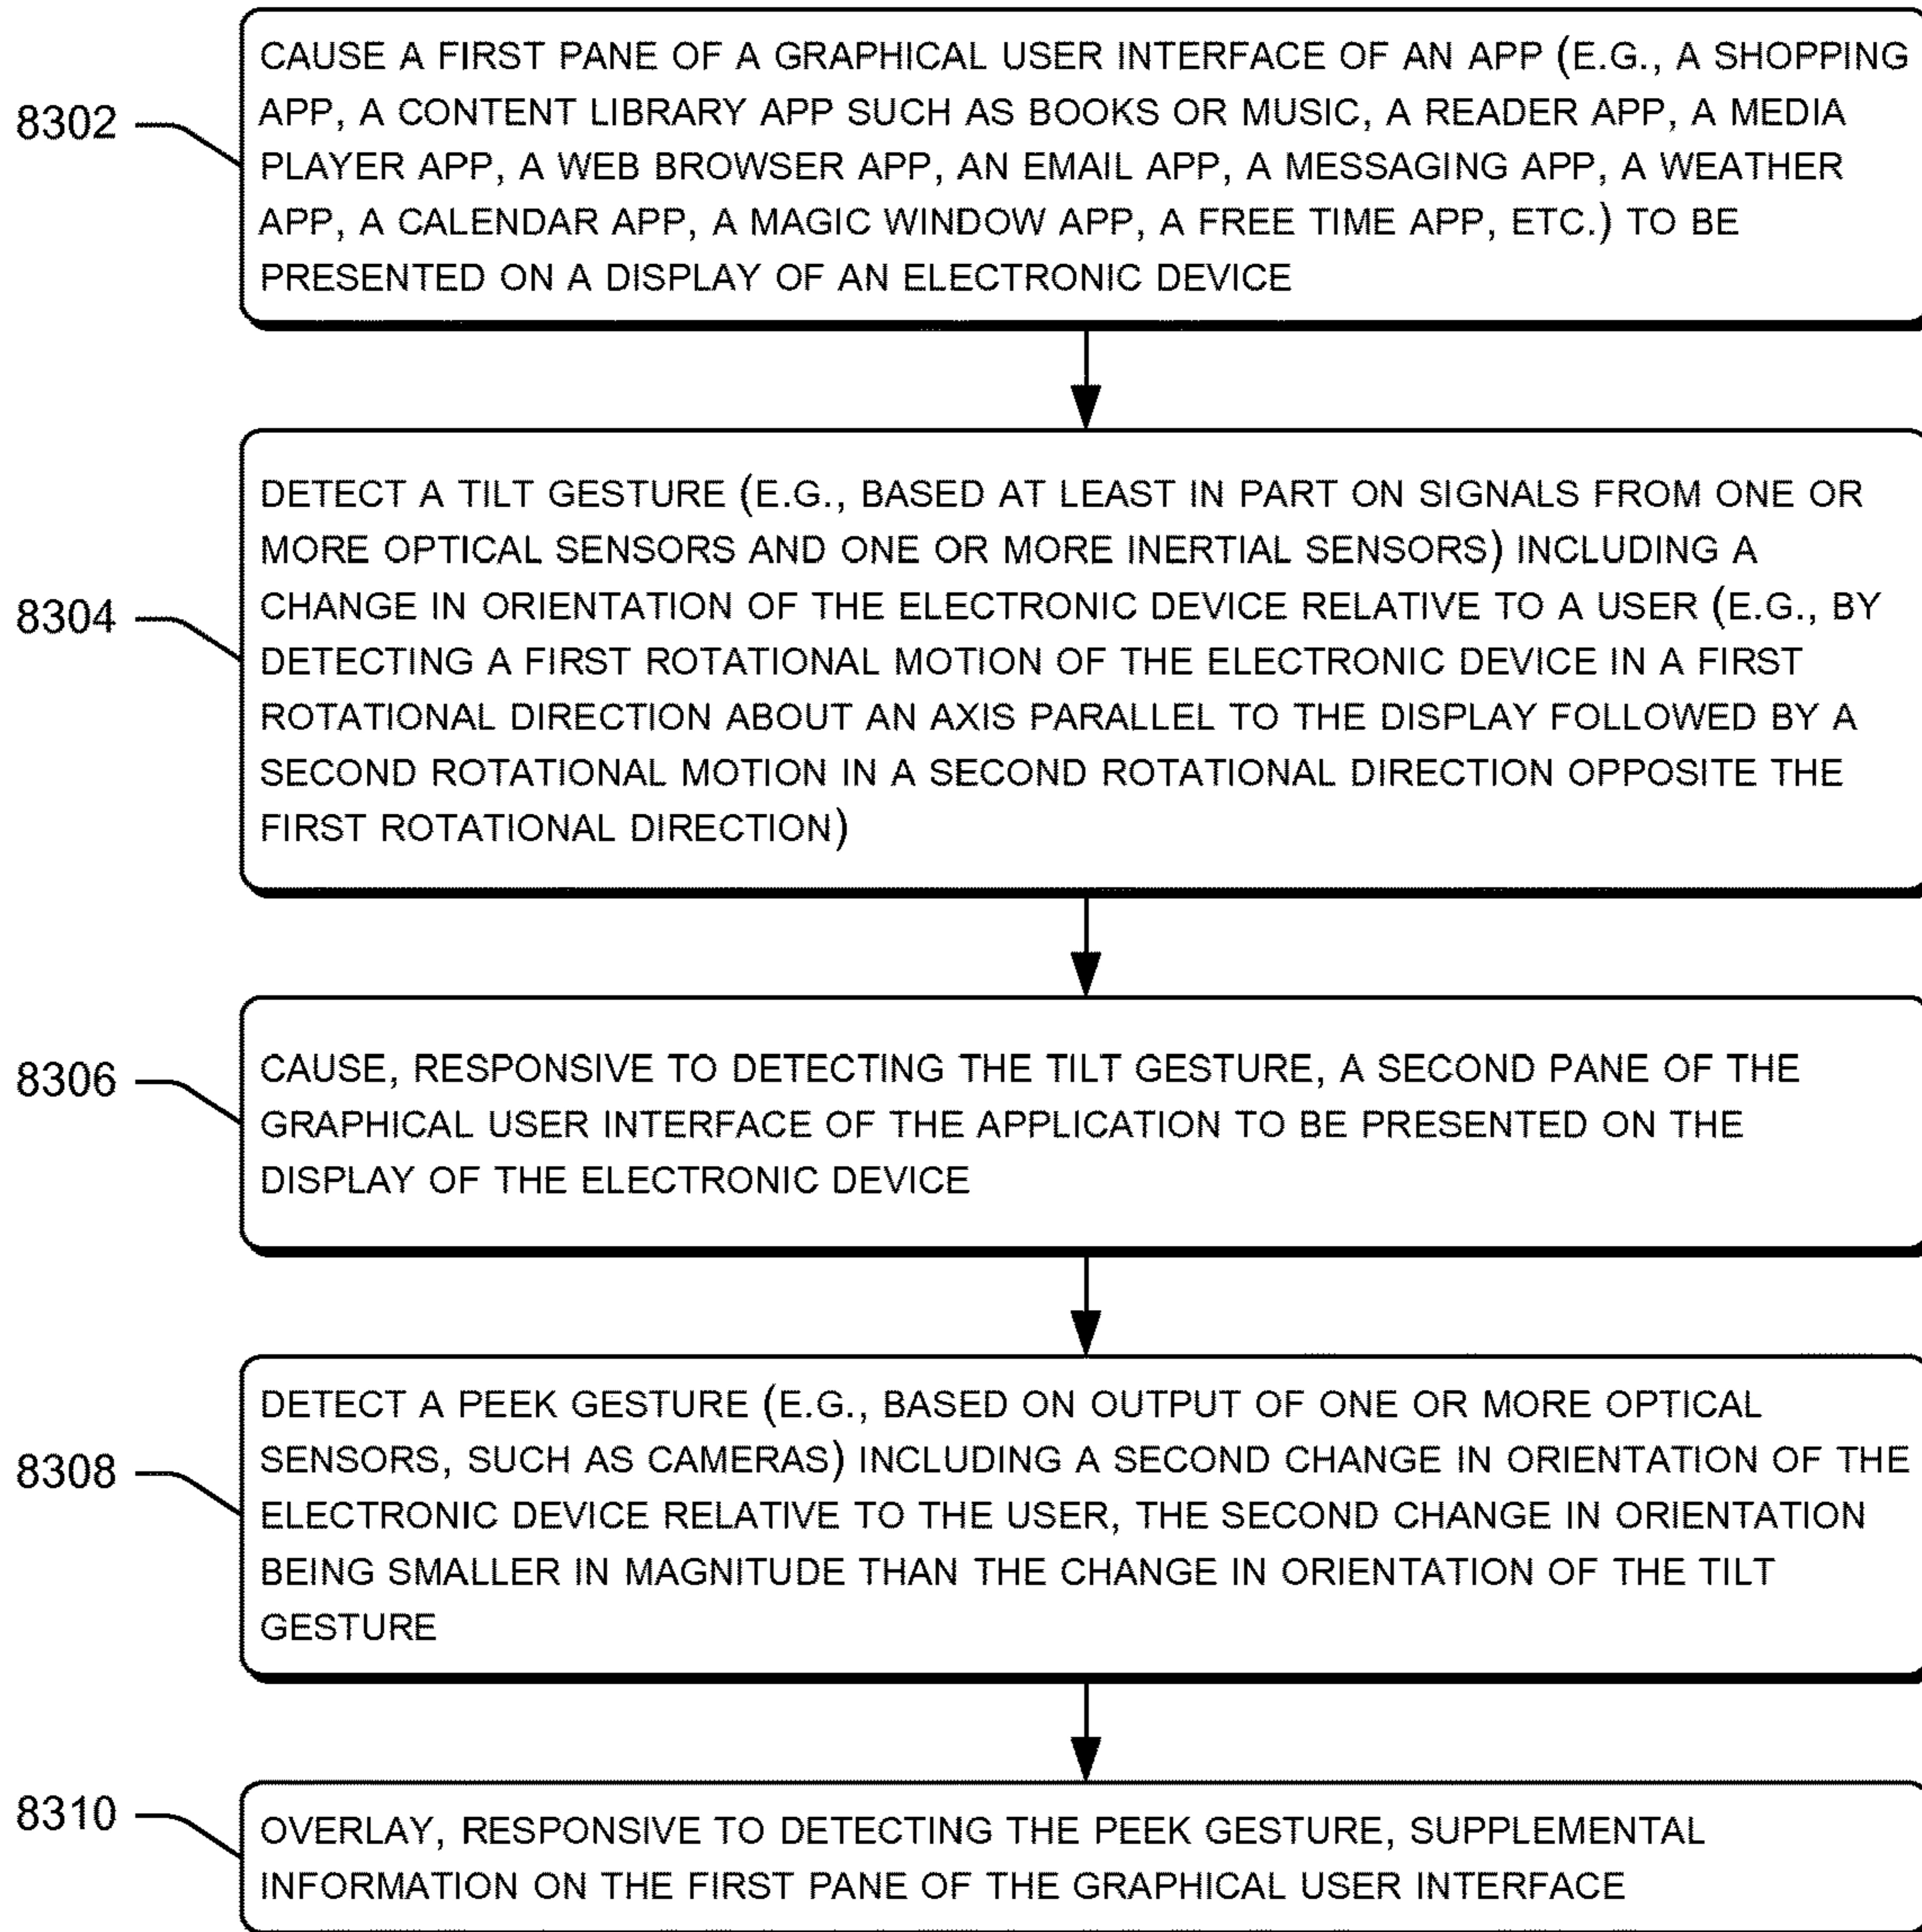 CAUSE A FIRST PANE OF A GRAPHICAL USER INTERFACE OF AN APP (E.G., A SHOPPING
8302
APP, A CONTENT LIBRARY APP SUCH AS BOOKS OR MUSIC, A READER APP, A MEDIA
PLAYER APP, A WEB BROWSER APP, AN EMAIL APP, A MESSAGING APP, A WEATHER
APP, A CALENDAR APP, A MAGIC WINDOW APP, A FREE TIME APP, ETC.) TO BE
PRESENTED ON A DISPLAY OF AN ELECTRONIC DEVICE
DETECT A TILT GESTURE (E.G., BASED AT LEAST IN PART ON SIGNALS FROM ONE OR
MORE OPTICAL SENSORS AND ONE OR MORE INERTIAL SENSORS) INCLUDING A
8304
CHANGE IN ORIENTATION OF THE ELECTRONIC DEVICE RELATIVE TO A USER (E.G., BY
DETECTING A FIRST ROTATIONAL MOTION OF THE ELECTRONIC DEVICE IN A FIRST
ROTATIONAL DIRECTION ABOUT AN AXIS PARALLEL TO THE DISPLAY FOLLOWED BY A
SECOND ROTATIONAL MOTION IN A SECOND ROTATIONAL DIRECTION OPPOSITE THE
FIRST ROTATIONAL DIRECTION)
8306
CAUSE, RESPONSIVE TO DETECTING THE TILT GESTURE, A SECOND PANE OF THE
GRAPHICAL USER INTERFACE OF THE APPLICATION TO BE PRESENTED ON THE
DISPLAY OF THE ELECTRONIC DEVICE
DETECT A PEEK GESTURE (E.G., BASED ON OUTPUT OF ONE OR MORE OPTICAL
8308
SENSORS, SUCH AS CAMERAS) INCLUDING A SECOND CHANGE IN ORIENTATION OF THE
ELECTRONIC DEVICE RELATIVE TO THE USER, THE SECOND CHANGE IN ORIENTATION
BEING SMALLER IN MAGNITUDE THAN THE CHANGE IN ORIENTATION OF THE TILT
GESTURE
8310
OVERLAY, RESPONSIVE TO DETECTING THE PEEK GESTURE, SUPPLEMENTAL
INFORMATION ON THE FIRST PANE OF THE GRAPHICAL USER INTERFACE